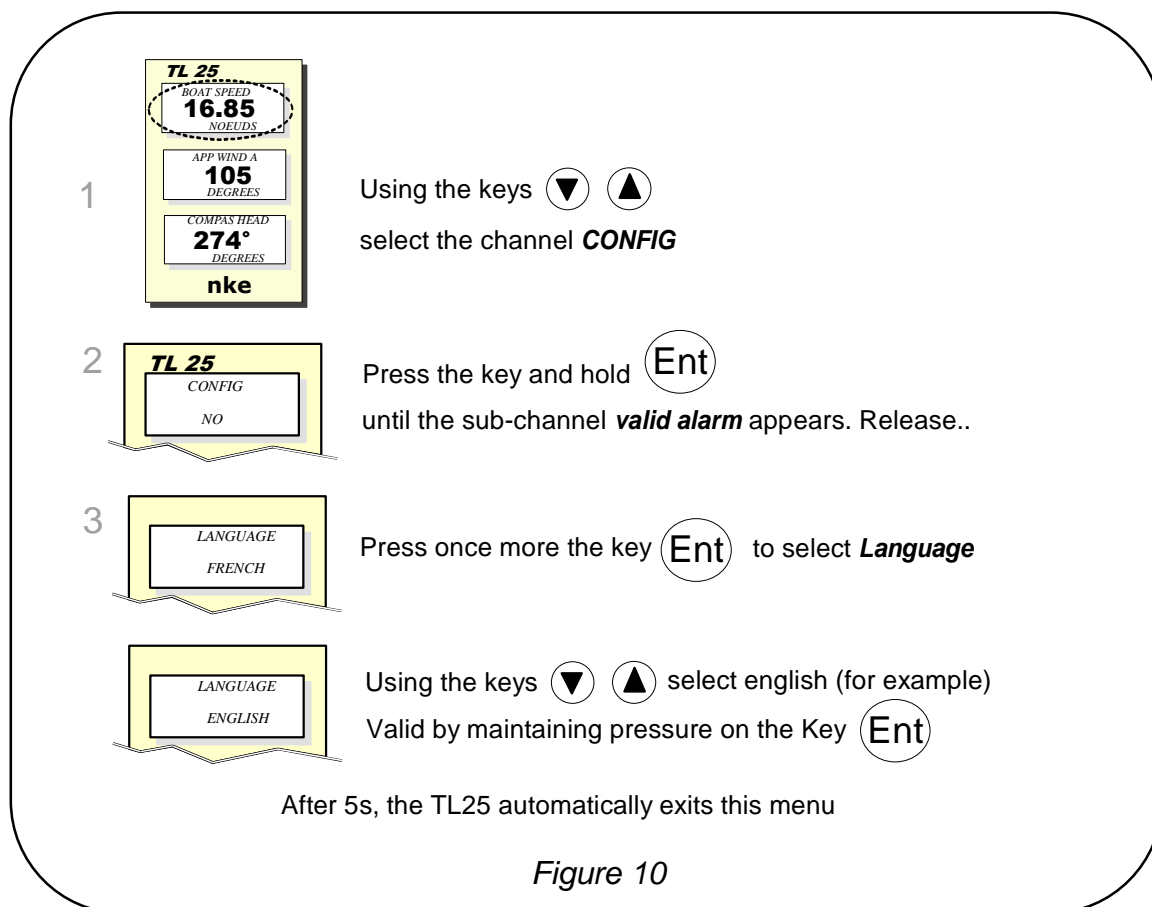 TL 25
BOAT SPEED
16.85
NOEUDS
APP WIND A
105
DEGREES
COMPAS HEAD
274°
DEGREES
nke
1
Using the keys ▼ ▲
select the channel CONFIG
2
TL 25
CONFIG
NO
Press the key and hold Ent
until the sub-channel valid alarm appears. Release..
3
LANGUAGE
FRENCH
Press once more the key Ent to select Language
LANGUAGE
ENGLISH
Using the keys ▼ ▲ select english (for example)
Valid by maintaining pressure on the Key Ent
After 5s, the TL25 automatically exits this menu
Figure 10